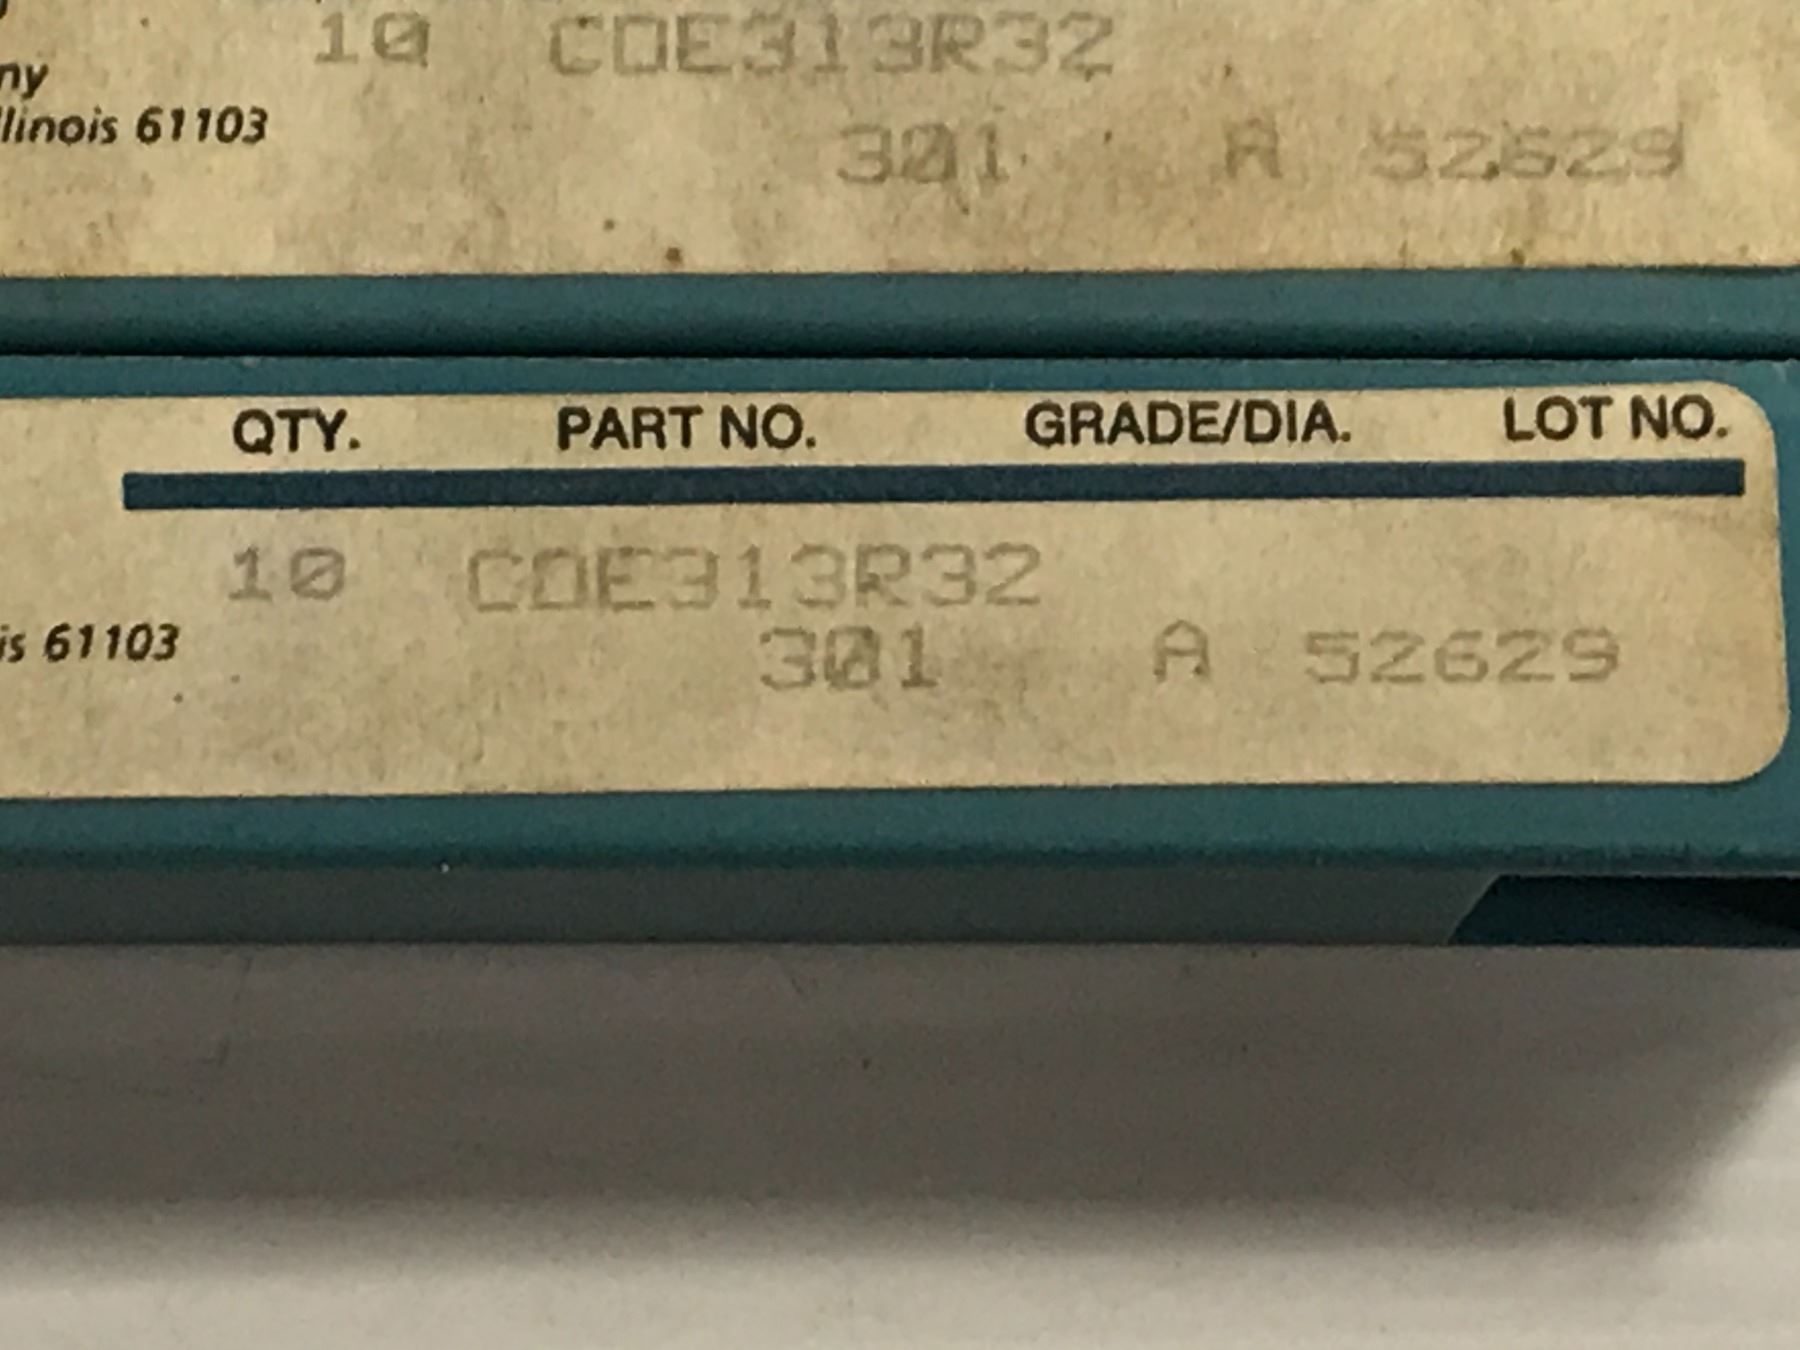 10 CDE313R32
ny
llinois 61103
301 A 52629
QTY. PART NO. GRADE/DIA. LOT NO.
10 CDE313R32
is 61103
301 A 52629